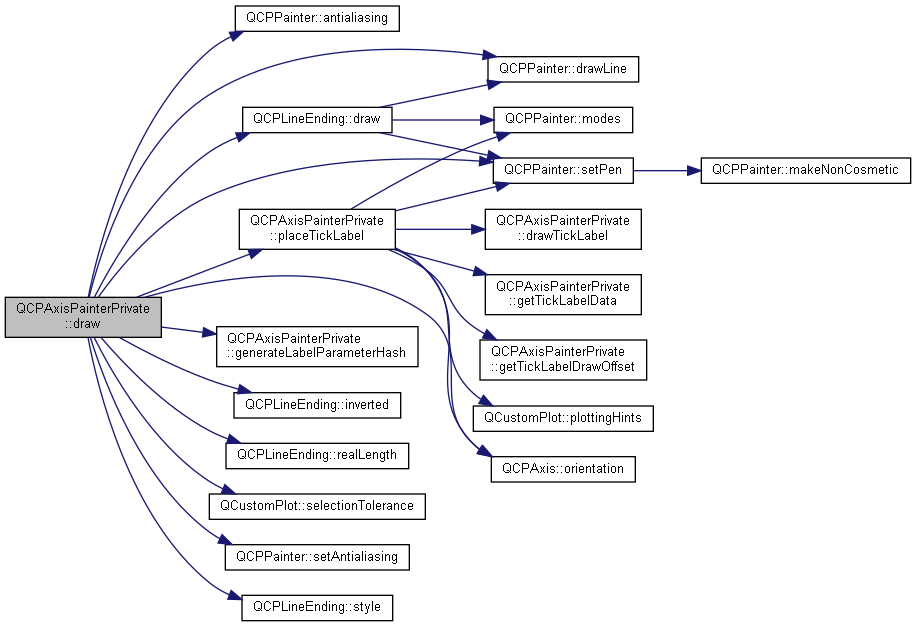 QCPPainter::antialiasing
QCPPainter::drawLine
QCPLineEnding::draw
QCPPainter::modes
QCPPainter::setPen
QCPPainter::makeNonCosmetic
QCPAxisPainterPrivate
::placeTickLabel
QCPAxisPainterPrivate
::drawTickLabel
QCPAxisPainterPrivate
::getTickLabelData
QCPAxisPainterPrivate
::draw
QCPAxisPainterPrivate
::generateLabelParameterHash
QCPAxisPainterPrivate
::getTickLabelDrawOffset
QCPLineEnding::inverted
QCustomPlot::plottingHints
QCPLineEnding::realLength
QCPAxis::orientation
QCustomPlot::selectionTolerance
QCPPainter::setAntialiasing
QCPLineEnding::style